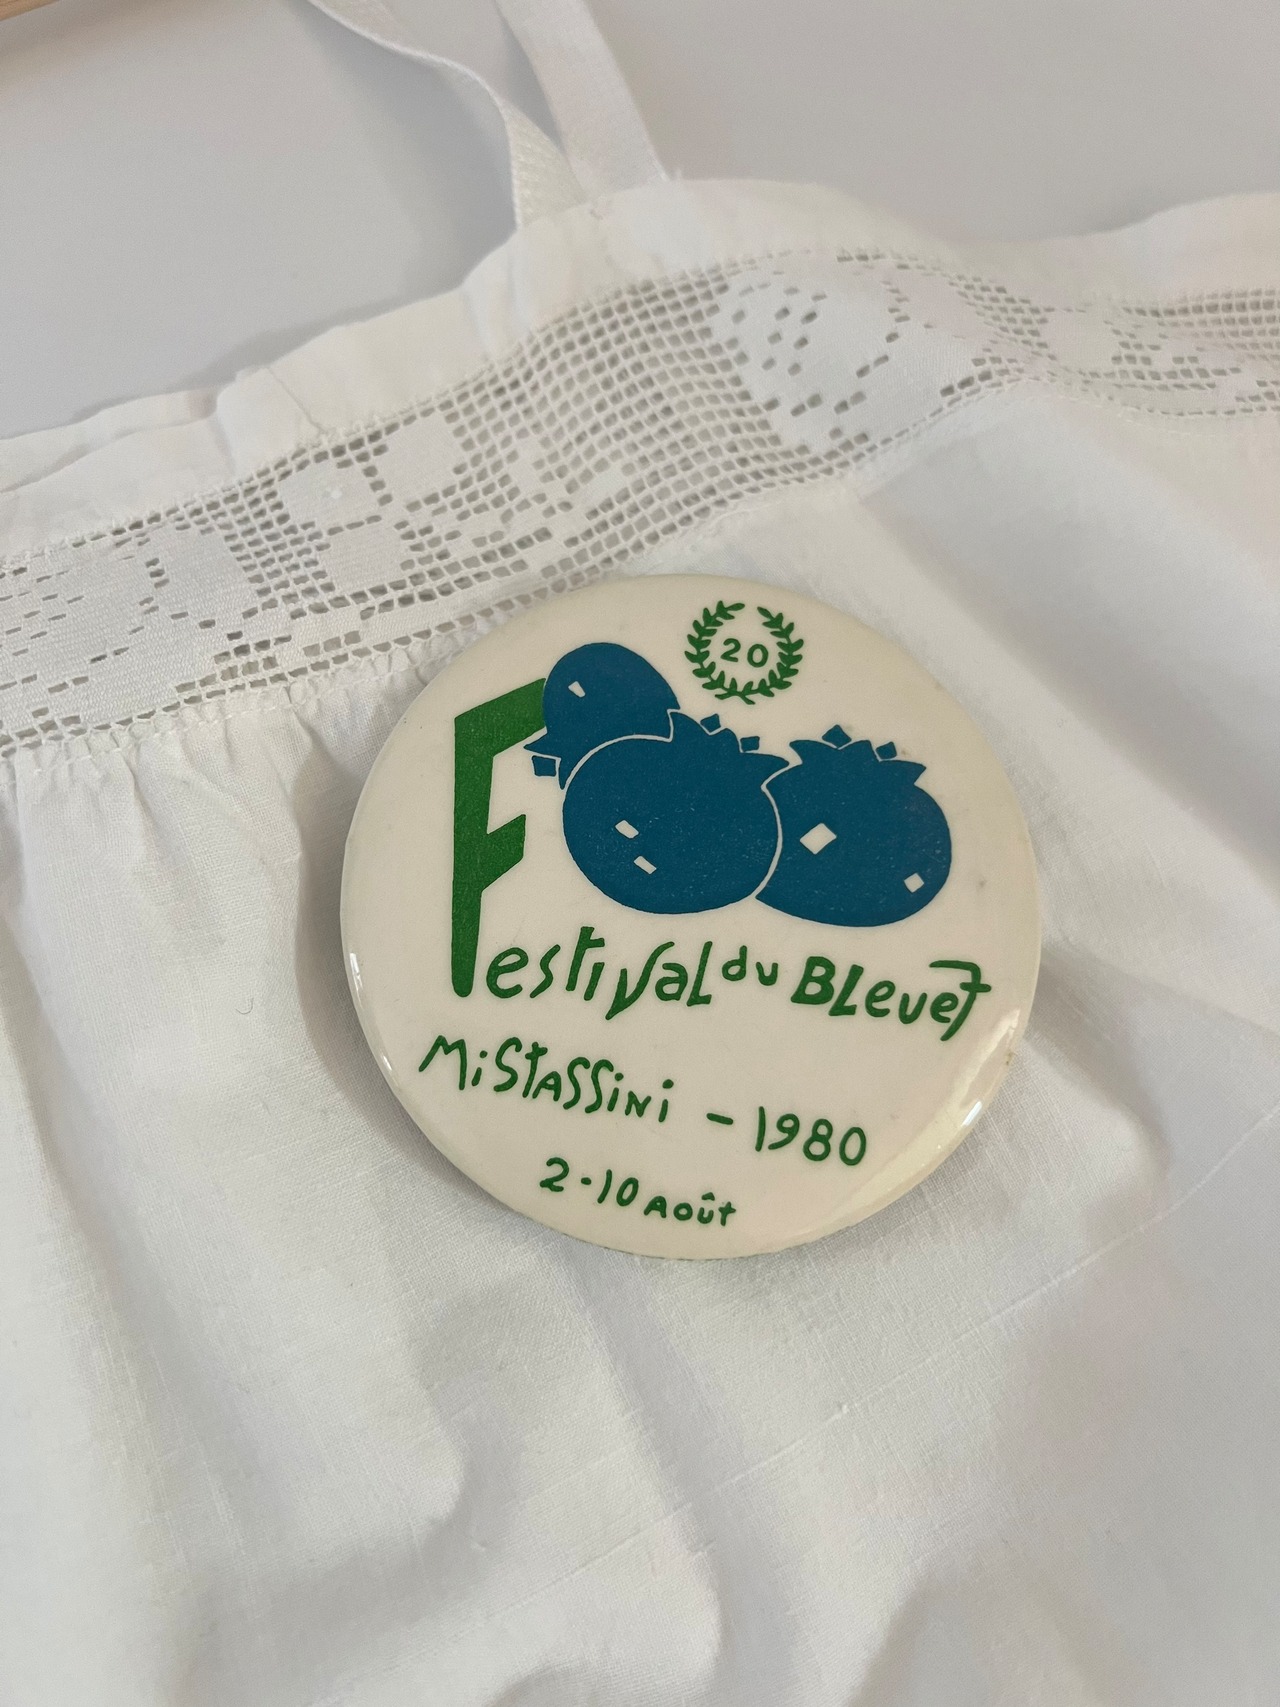 20
Festival du Bleuet
Mistassini - 1980
2-10 Août